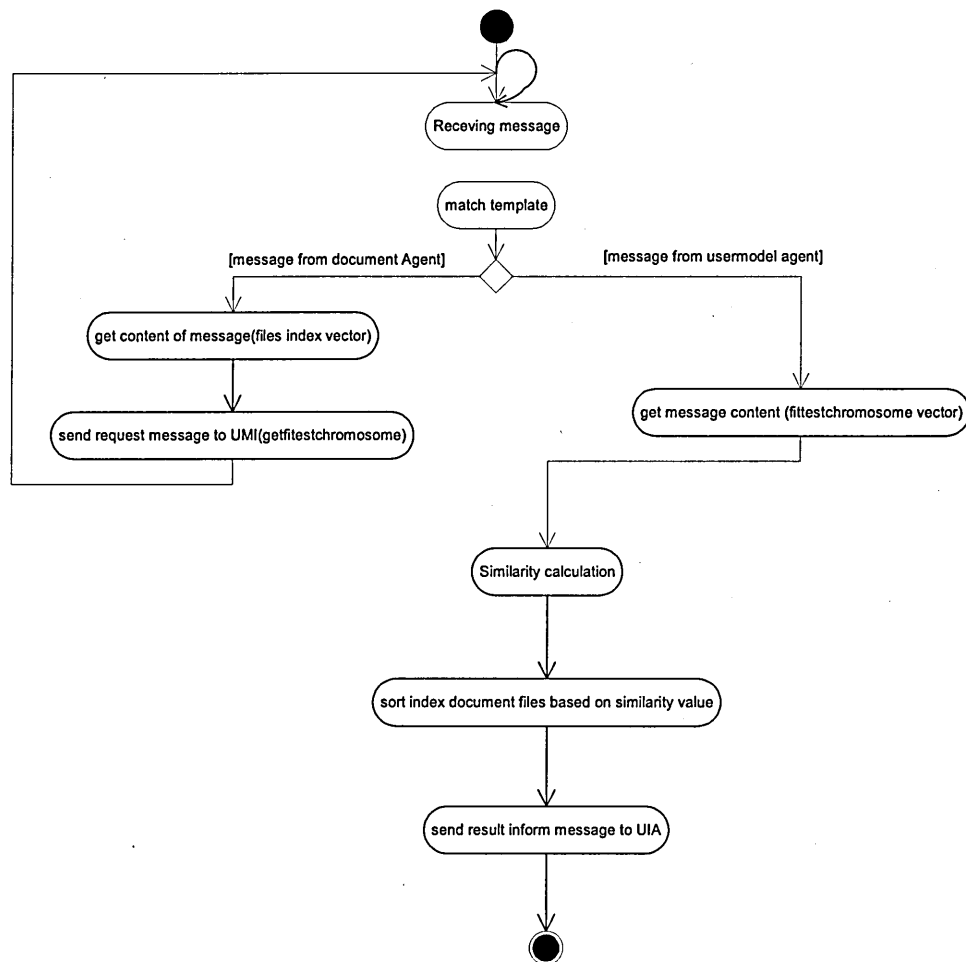 Receving message
match template
[message from document Agent]
[message from usermodel agent]
get content of message(files index vector)
get message content (fittestchromosome vector)
send request message to UMI(getfitestchromosome)
Similarity calculation
sort index document files based on similarity value
send result inform message to UIA